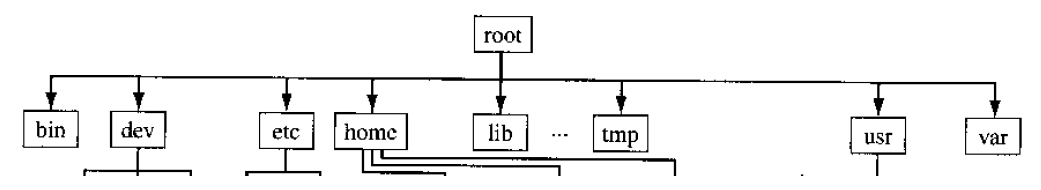 root
bin dev etc home lib ... tmp usr var